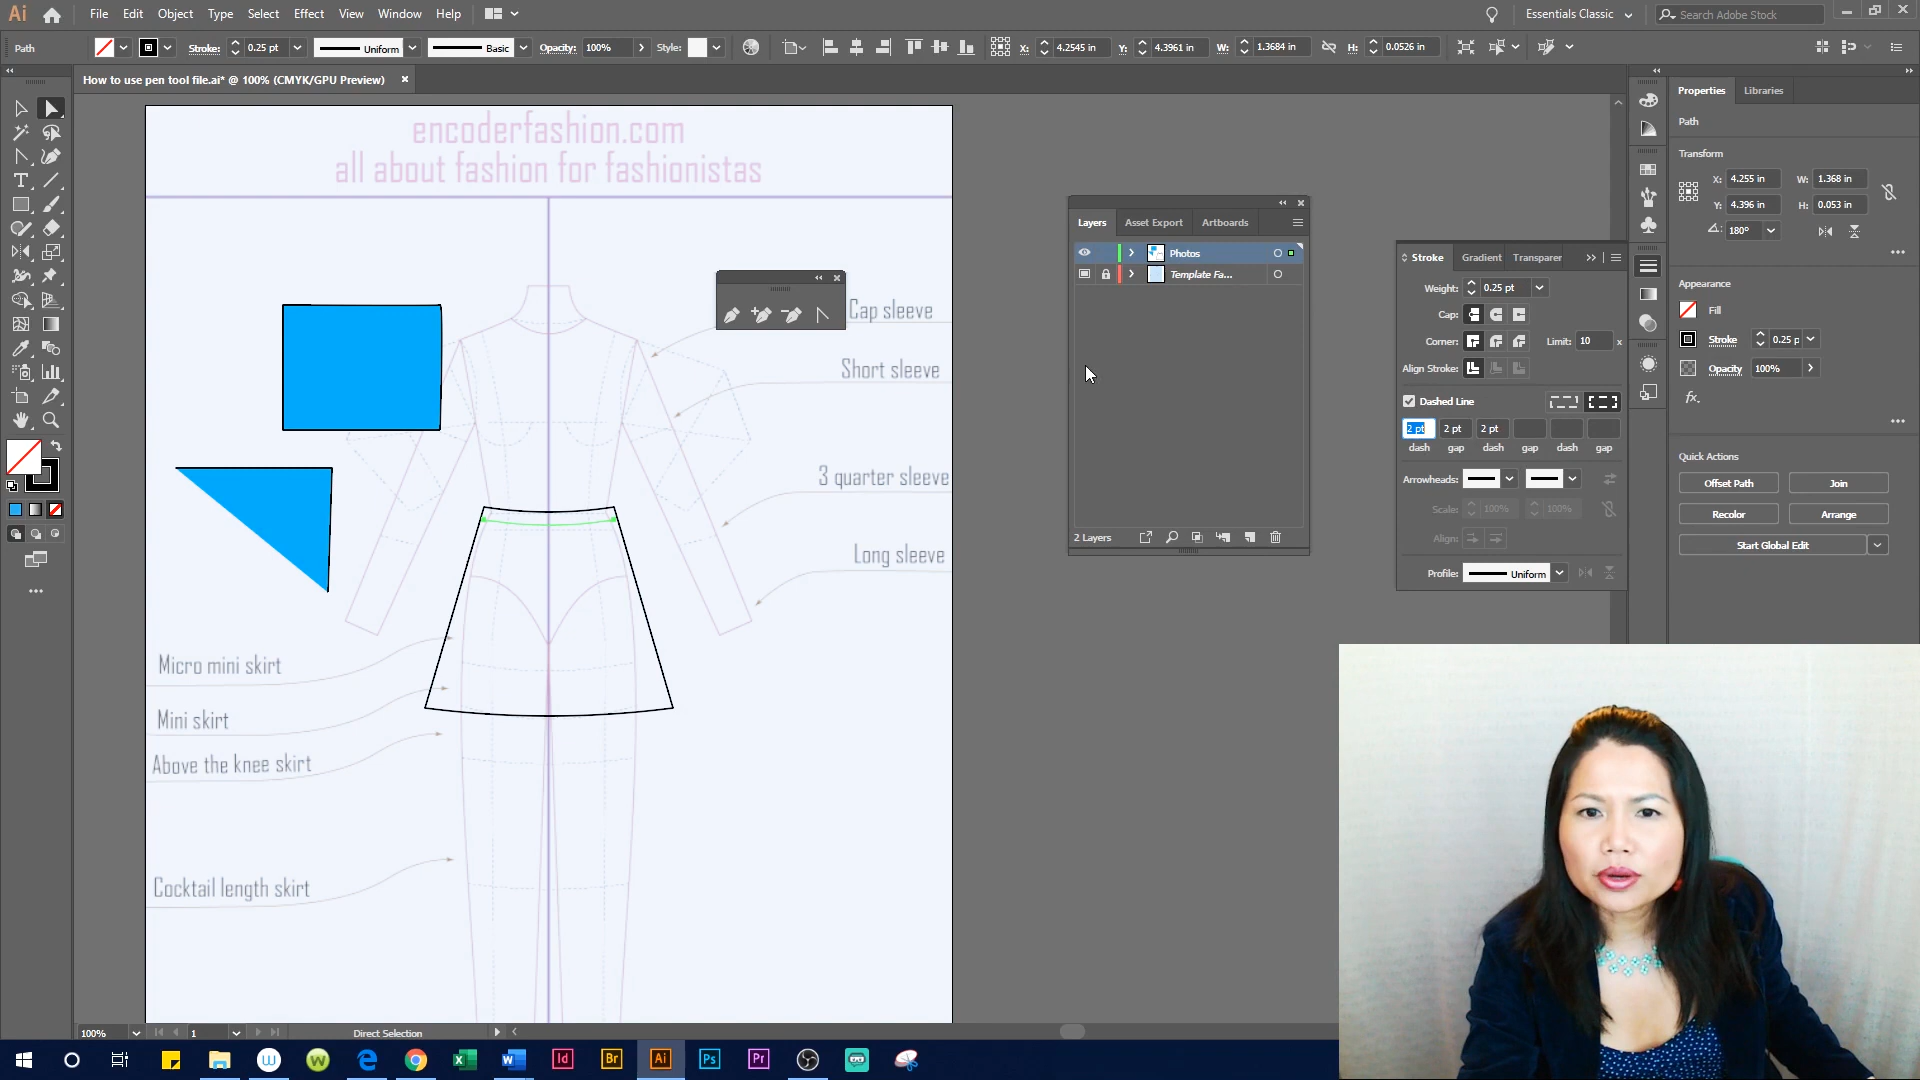 Ai File Edit Object Type Select Effect View Window Help Essentials Classic Search Adobe Stock
Path Stroke: 0.25 pt Uniform Basic Opacity: 100% Style: X: 4.2545 in Y: 4.3961 in W: 1.3684 in H: 0.0526 in
How to use pen tool file.ai* @ 100% (CMYK/GPU Preview)
encoderfashion.com
all about fashion for fashionistas
Cap sleeve
Short sleeve
3 quarter sleeve
Long sleeve
Micro mini skirt
Mini skirt
Above the knee skirt
Cocktail length skirt
Layers Asset Export Artboards
Photos
Template Fa...
2 Layers
Stroke Gradient Transparer
Weight: 0.25 pt
Cap:
Corner: Limit: 10 x
Align Stroke:
Dashed Line
2 pt 2 pt 2 pt
dash gap dash gap dash gap
Arrowheads:
Scale: 100% 100%
Align:
Profile: Uniform
Properties Libraries
Path
Transform
X: 4.255 in W: 1.368 in
Y: 4.396 in H: 0.053 in
180°
Appearance
Fill
Stroke 0.25 p
Opacity 100%
fx.
Quick Actions
Offset Path Join
Recolor Arrange
Start Global Edit
100% 1 Direct Selection
Id Br Ai Ps Pr